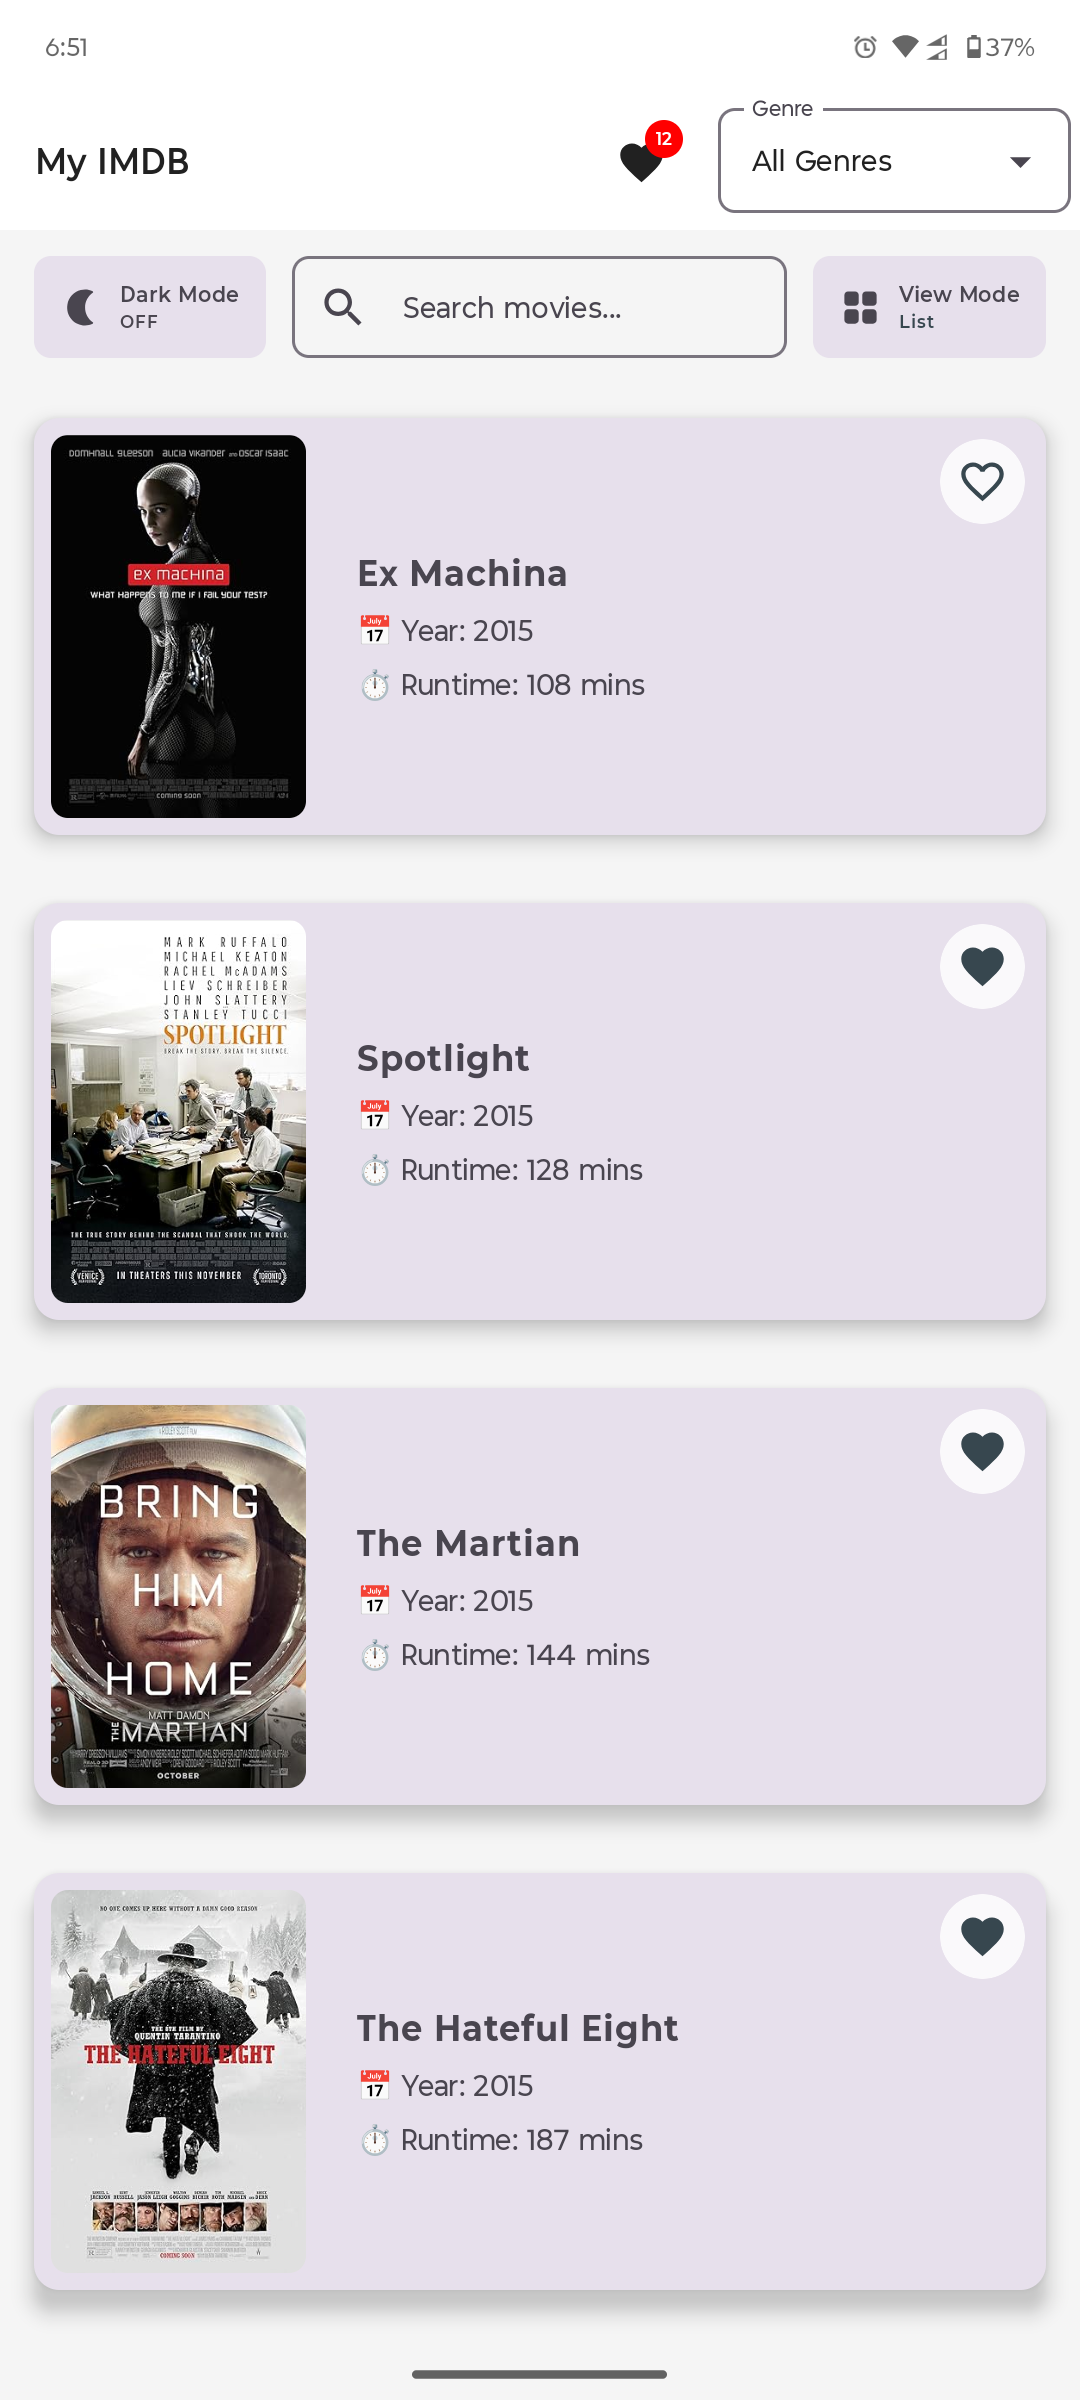 6:51
37%
My IMDB
12
Genre
All Genres
Dark Mode
OFF
Search movies...
View Mode
List
DOMHNALL GLEESON ALICIA VIKANDER AND OSCAR ISAAC
EX MACHINA
WHAT HAPPENS TO ME IF I FAIL YOUR TEST?
COMING SOON
Ex Machina
July 17 Year: 2015
Runtime: 108 mins
MARK RUFFALO
MICHAEL KEATON
RACHEL McADAMS
LIEV SCHREIBER
JOHN SLATTERY
STANLEY TUCCI
SPOTLIGHT
BREAK THE STORY. BREAK THE SILENCE.
THE TRUE STORY BEHIND THE SCANDAL THAT SHOOK THE WORLD.
VENICE
IN THEATERS THIS NOVEMBER
TORONTO
Spotlight
July 17 Year: 2015
Runtime: 128 mins
BRING
HIM
HOME
MATT DAMON
THE MARTIAN
OCTOBER
The Martian
July 17 Year: 2015
Runtime: 144 mins
NO ONE COMES UP HERE WITHOUT A DAMN GOOD REASON
THE 8TH FILM BY
QUENTIN TARANTINO
THE HATEFUL EIGHT
COMING SOON
The Hateful Eight
July 17 Year: 2015
Runtime: 187 mins